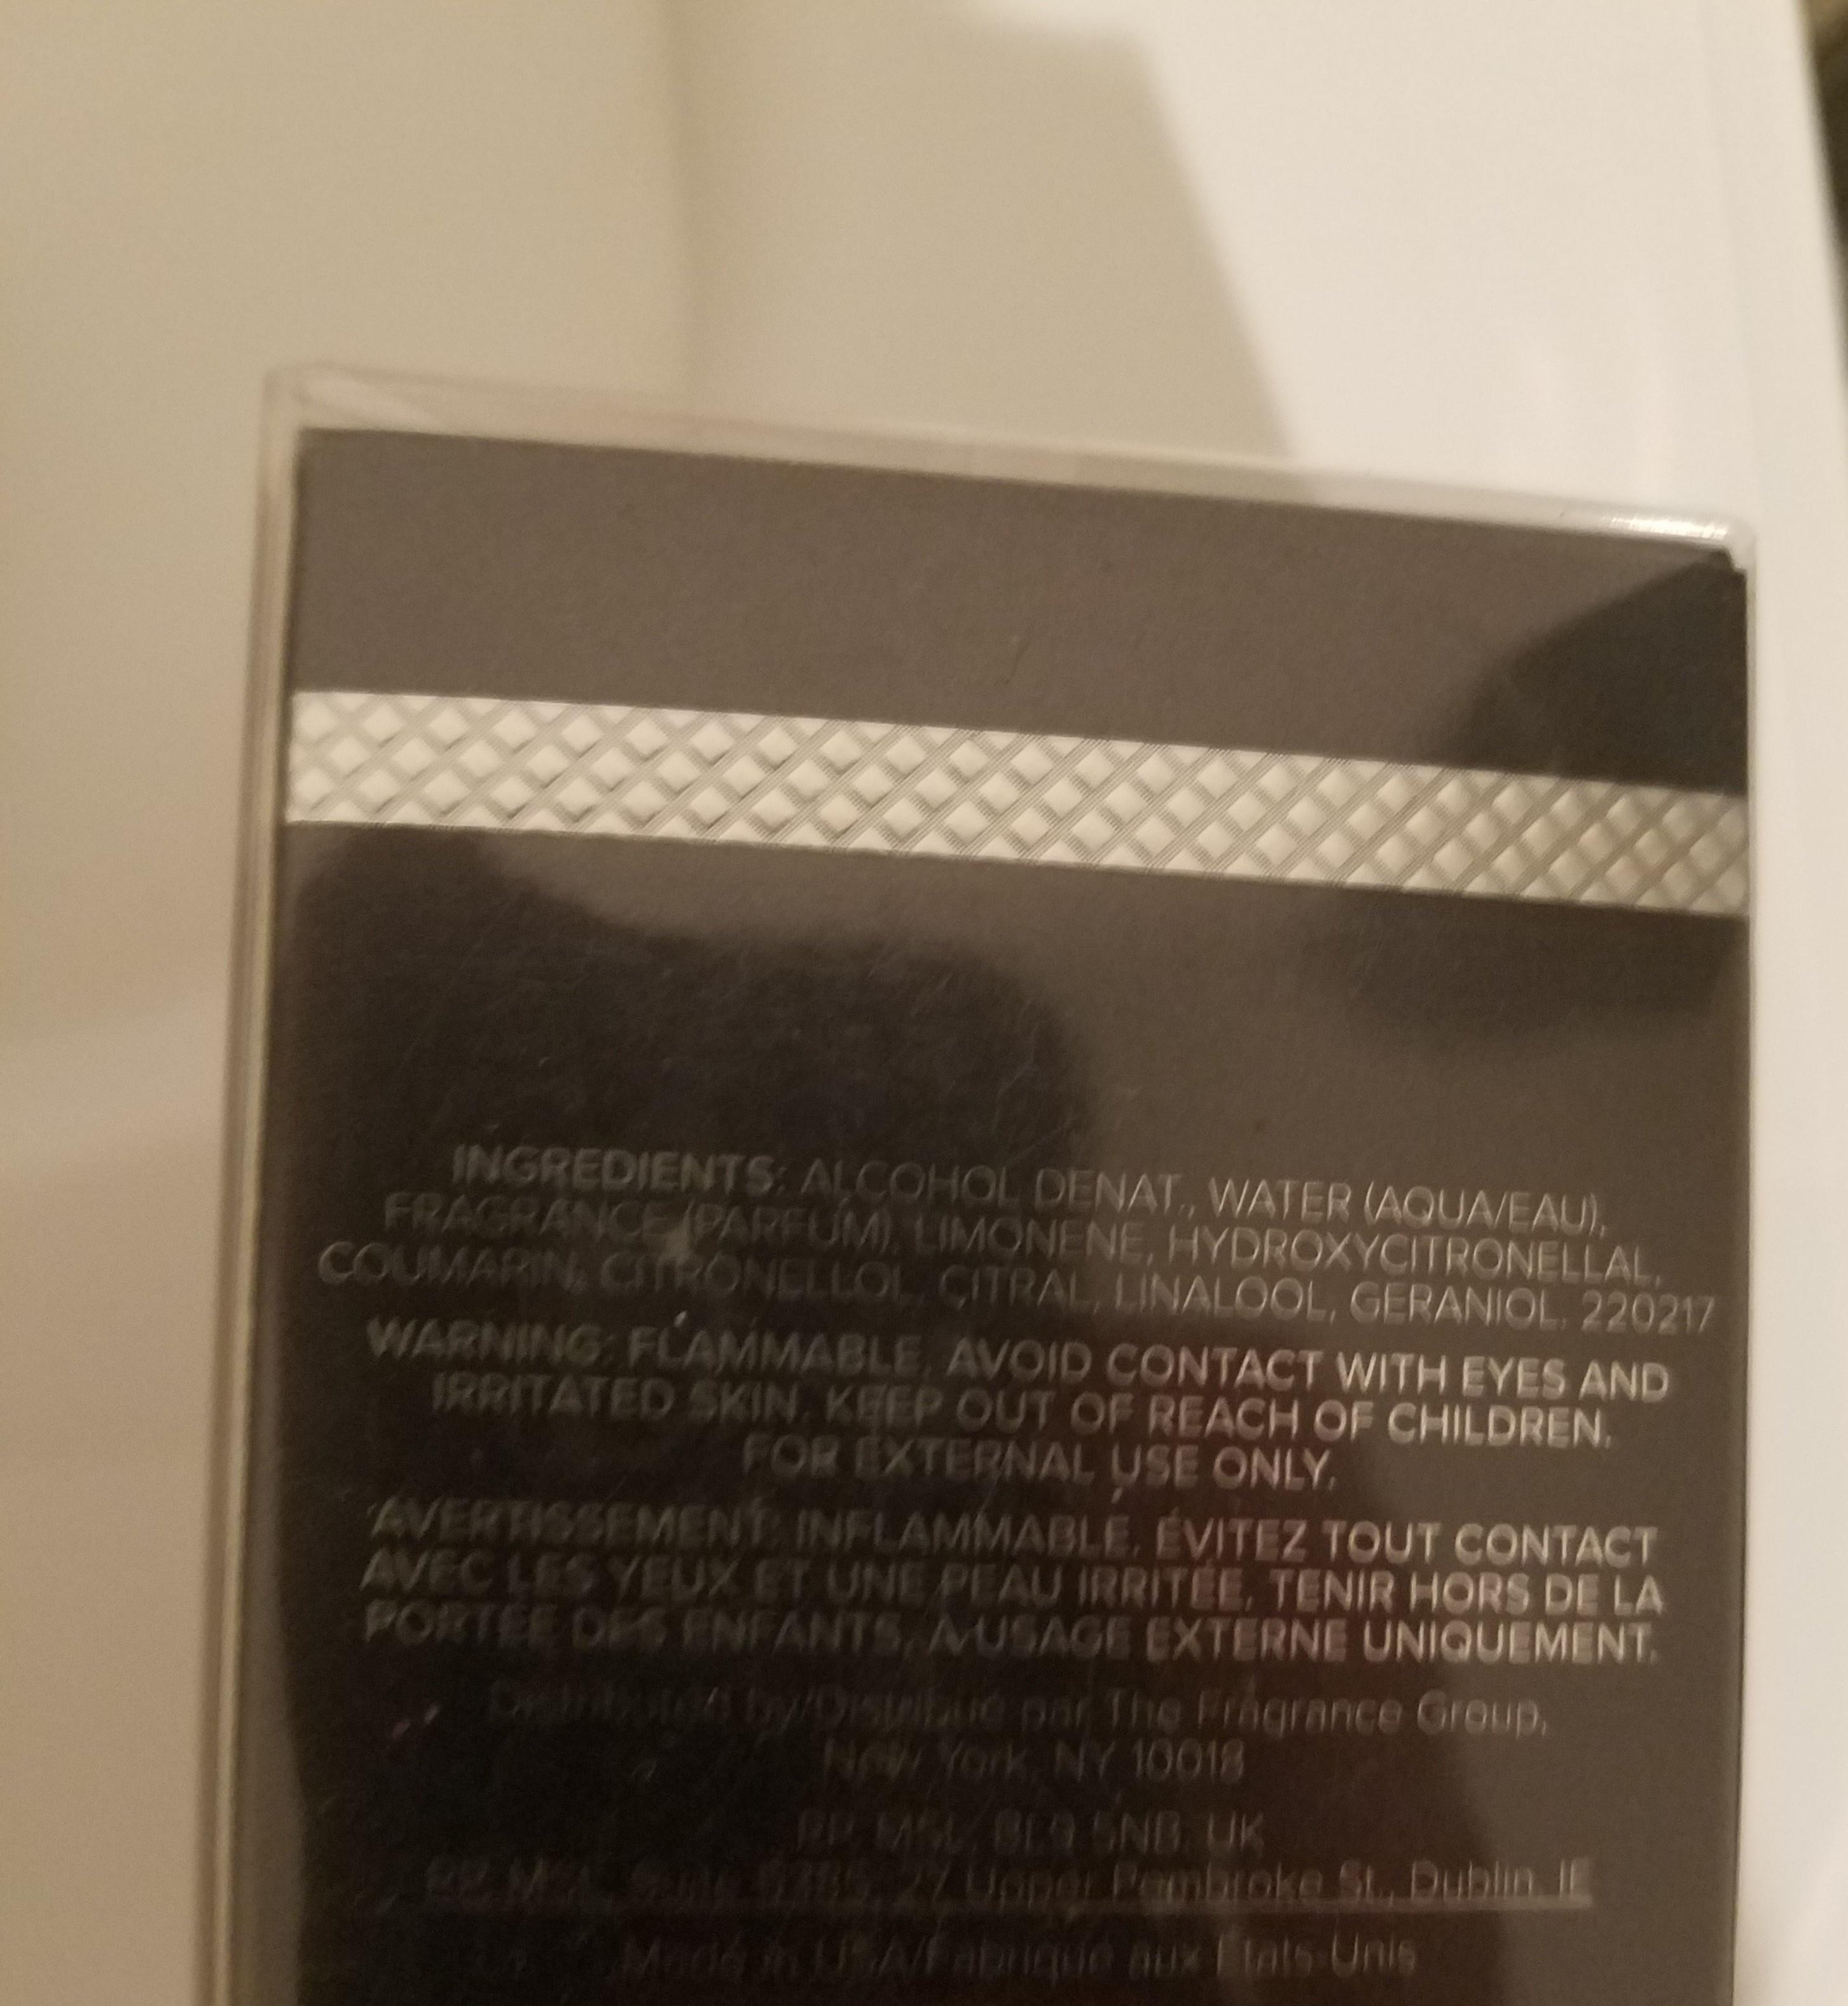 INGREDIENTS: ALCOHOL DENAT., WATER (AQUA/EAU),
FRAGRANCE (PARFUM), LIMONENE, HYDROXYCITRONELLAL,
COUMARIN, CITRONELLOL, CITRAL, LINALOOL, GERANIOL. 220217
WARNING: FLAMMABLE. AVOID CONTACT WITH EYES AND
IRRITATED SKIN. KEEP OUT OF REACH OF CHILDREN.
FOR EXTERNAL USE ONLY.
AVERTISSEMENT: INFLAMMABLE. ÉVITEZ TOUT CONTACT
AVEC LES YEUX ET UNE PEAU IRRITÉE. TENIR HORS DE LA
PORTÉE DES ENFANTS. À USAGE EXTERNE UNIQUEMENT.
Distributed by/Distribué par The Fragrance Group,
New York, NY 10018
RP: MSL, BL9 5NB, UK
RP: MSL, Suite 27 Upper Pembroke St., Dublin, IE
Made in USA/Fabriqué aux États-Unis